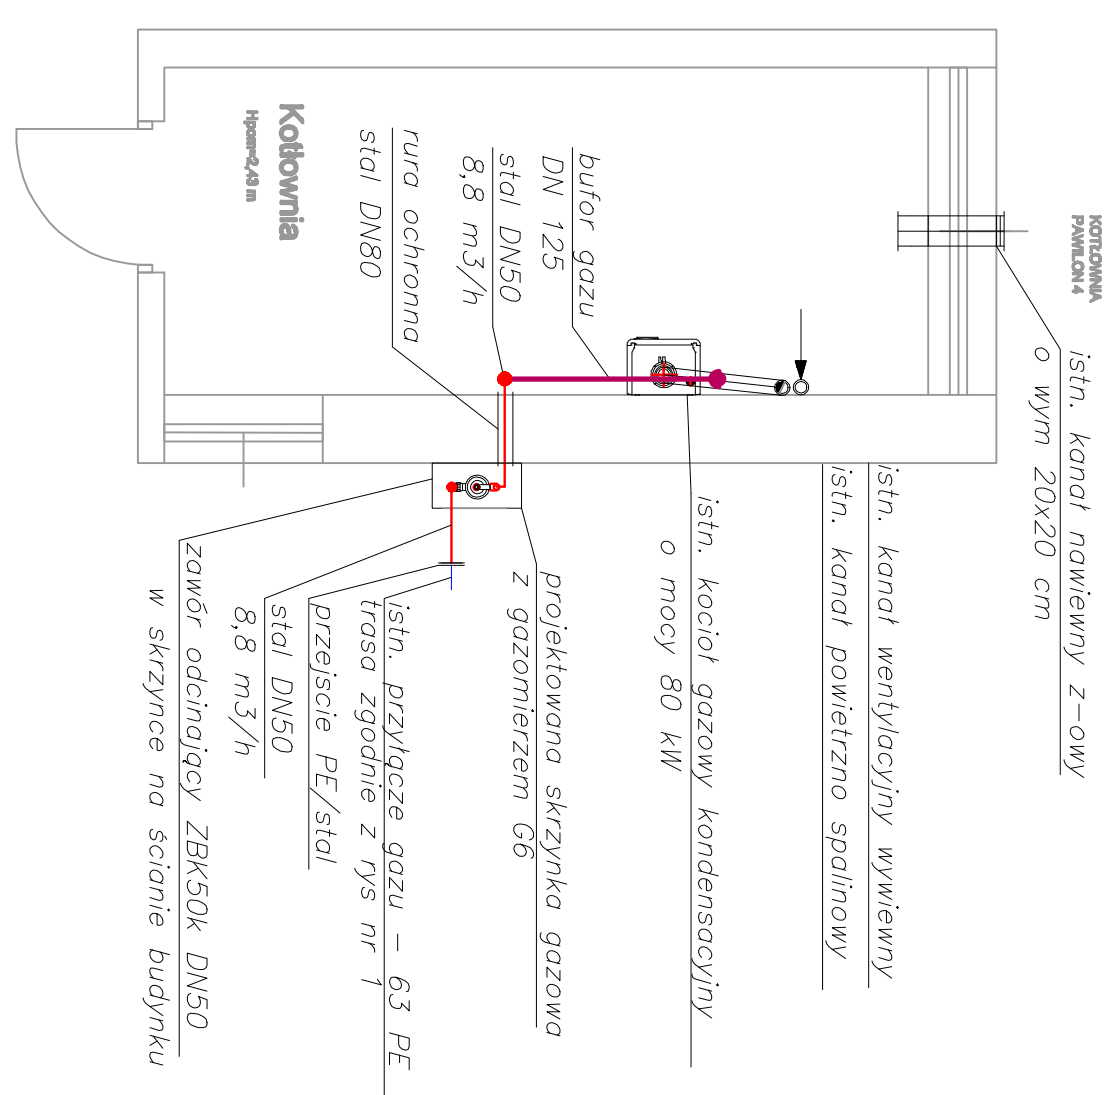 KOTŁOWNIA
PAWILON 4
istn. kanał nawiewny z-owy
o wym 20x20 cm
istn. kanał wentylacyjny wywiewny
istn. kanał powietrzno spalinowy
istn. kocioł gazowy kondensacyjny
o mocy 80 kW
bufor gazu
DN 125
projektowana skrzynka gazowa
z gazomierzem G6
stal DN50
8,8 m3/h
rura ochronna
stal DN80
istn. przyłącze gazu - 63 PE
trasa zgodnie z rys nr 1
przejscie PE/stal
Kotłownia
Hpom=2,43 m
stal DN50
8,8 m3/h
zawór odcinający ZBK50k DN50
w skrzynce na ścianie budynku